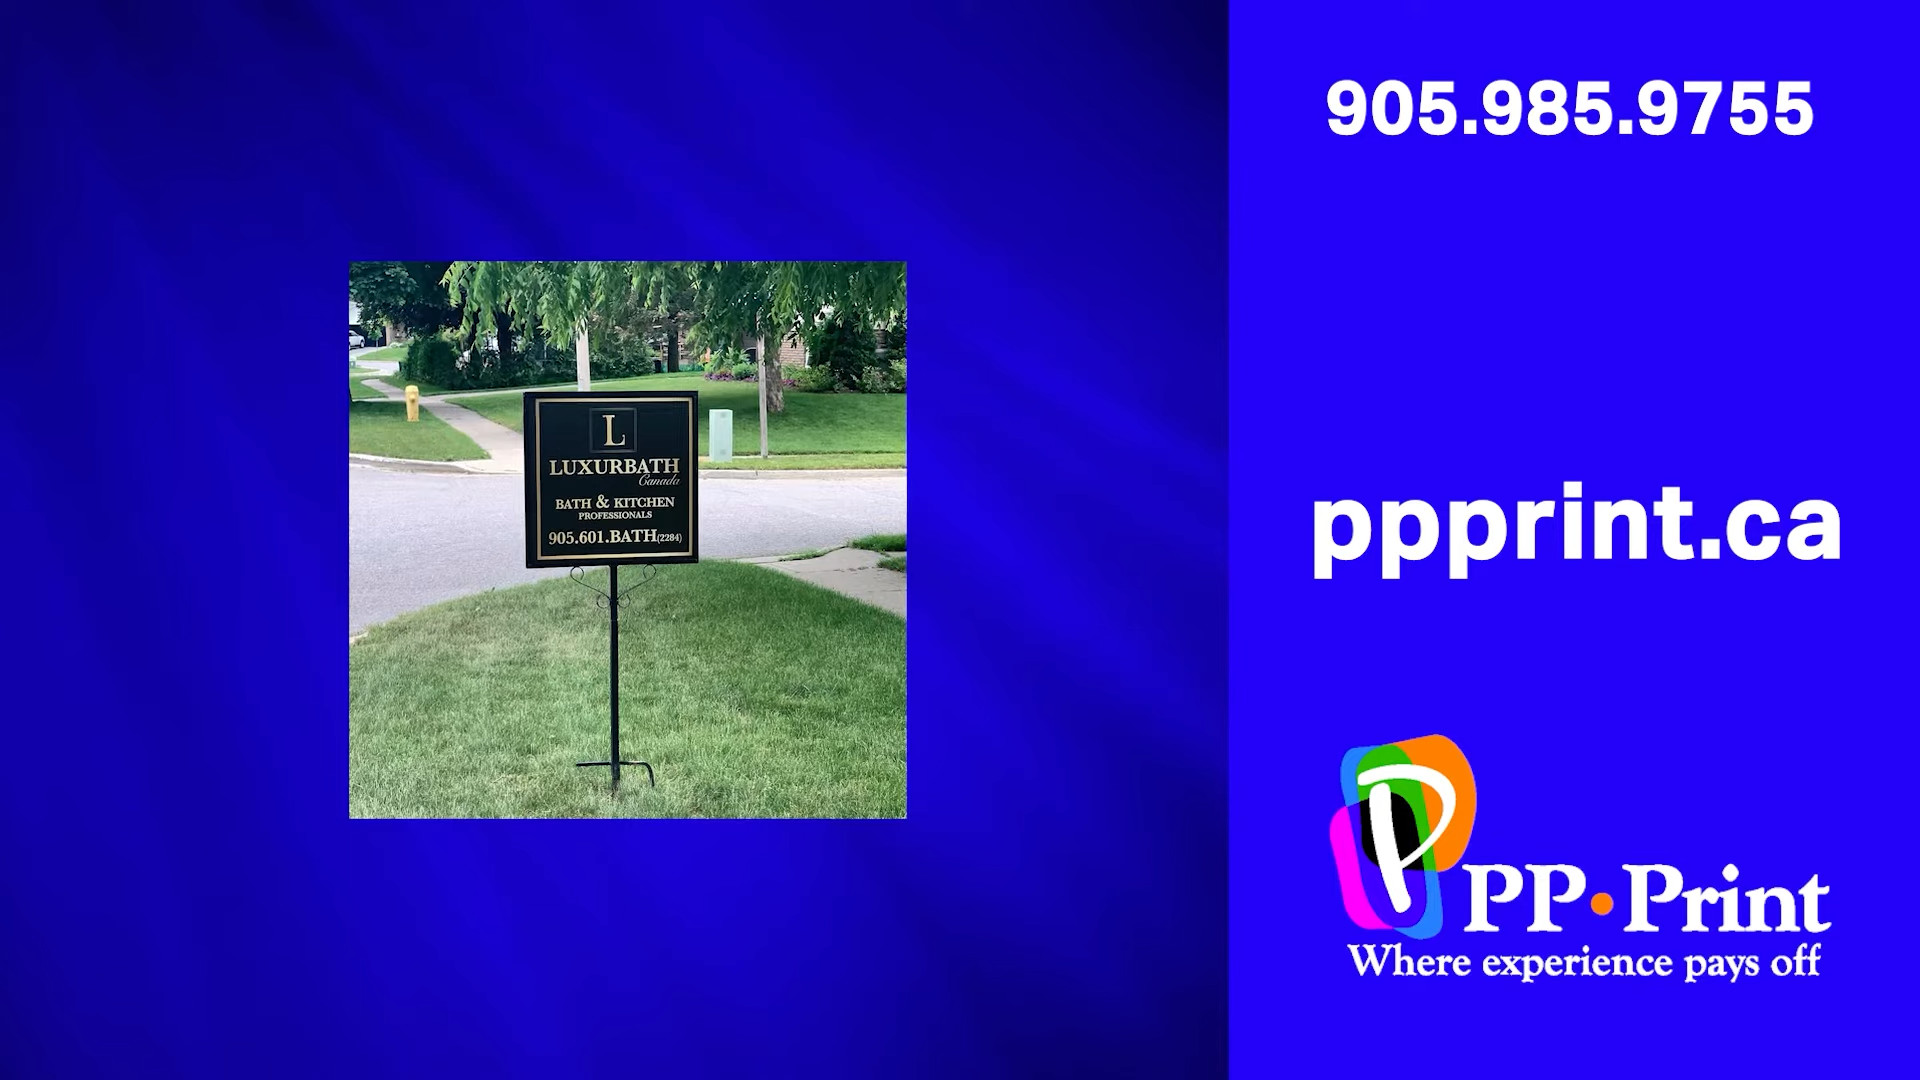 L
LUXURBATH
Canada
BATH & KITCHEN
PROFESSIONALS
905.601.BATH(2284)
905.985.9755
ppprint.ca
P
PP•Print
Where experience pays off